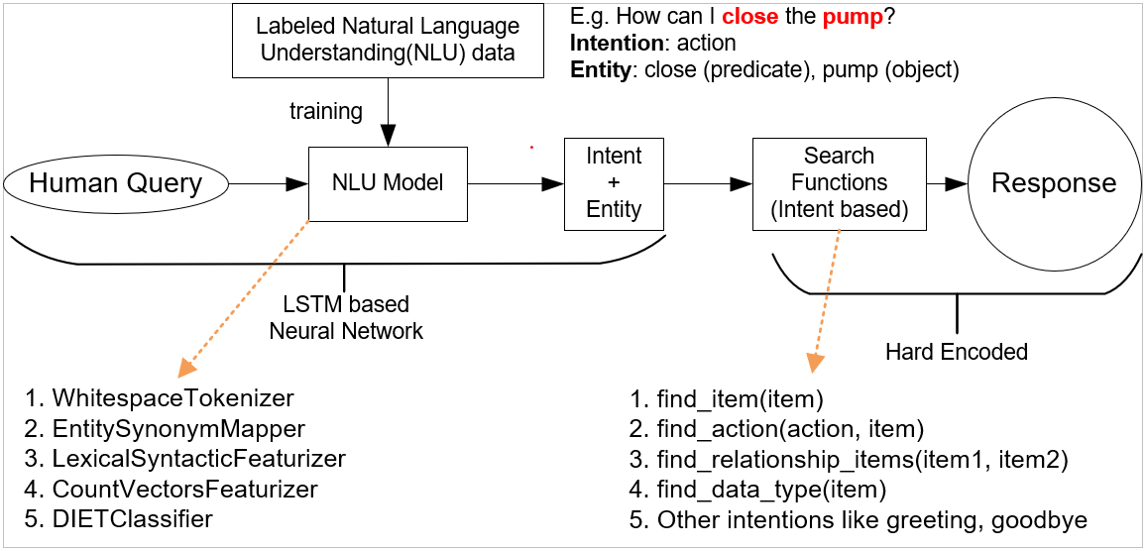 Labeled Natural Language
Understanding(NLU) data
E.g. How can I close the pump?
Intention: action
Entity: close (predicate), pump (object)
training
Human Query
NLU Model
Intent
+
Entity
Search
Functions
(Intent based)
Response
LSTM based
Neural Network
Hard Encoded
1. WhitespaceTokenizer
2. EntitySynonymMapper
3. LexicalSyntacticFeaturizer
4. CountVectorsFeaturizer
5. DIETClassifier
1. find_item(item)
2. find_action(action, item)
3. find_relationship_items(item1, item2)
4. find_data_type(item)
5. Other intentions like greeting, goodbye